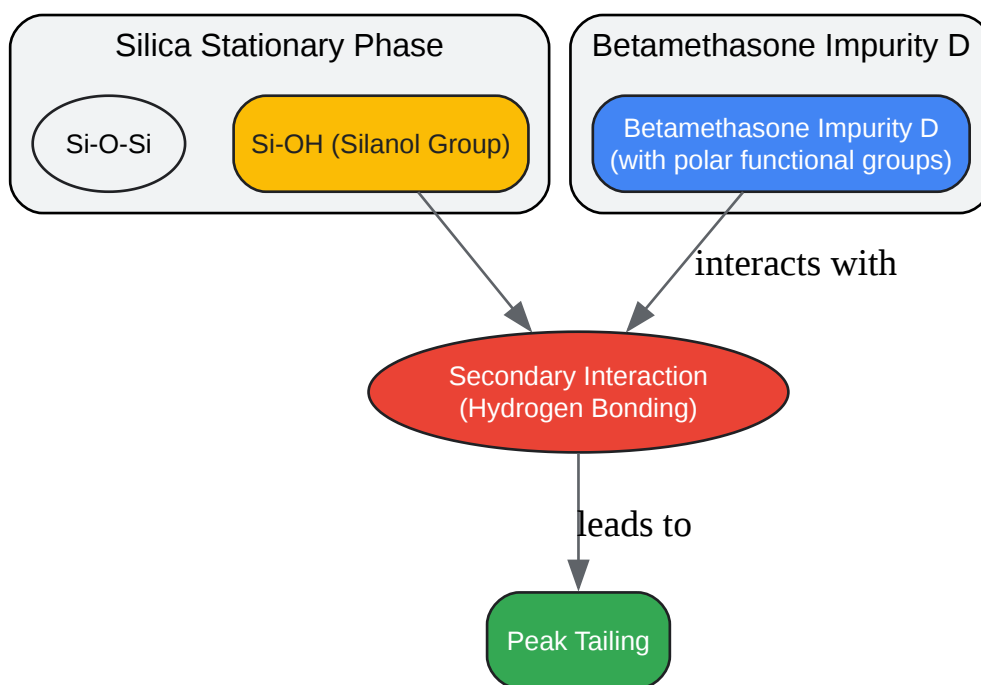 Silica Stationary Phase
Betamethasone Impurity D
Si-O-Si
Si-OH (Silanol Group)
Betamethasone Impurity D
(with polar functional groups)
interacts with
Secondary Interaction
(Hydrogen Bonding)
leads to
Peak Tailing